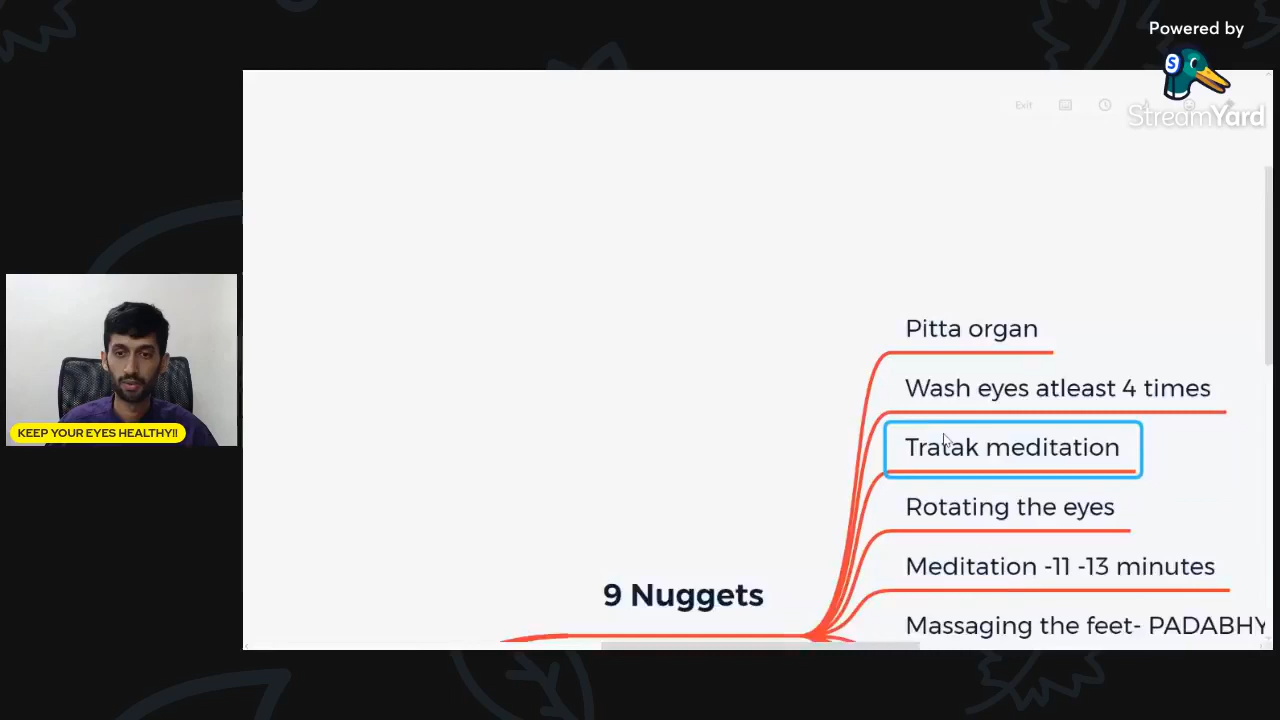 Powered by
StreamYard
Exit
Pitta organ
Wash eyes atleast 4 times
Tratak meditation
Rotating the eyes
Meditation -11 -13 minutes
9 Nuggets
Massaging the feet- PADABHY
KEEP YOUR EYES HEALTHY!!